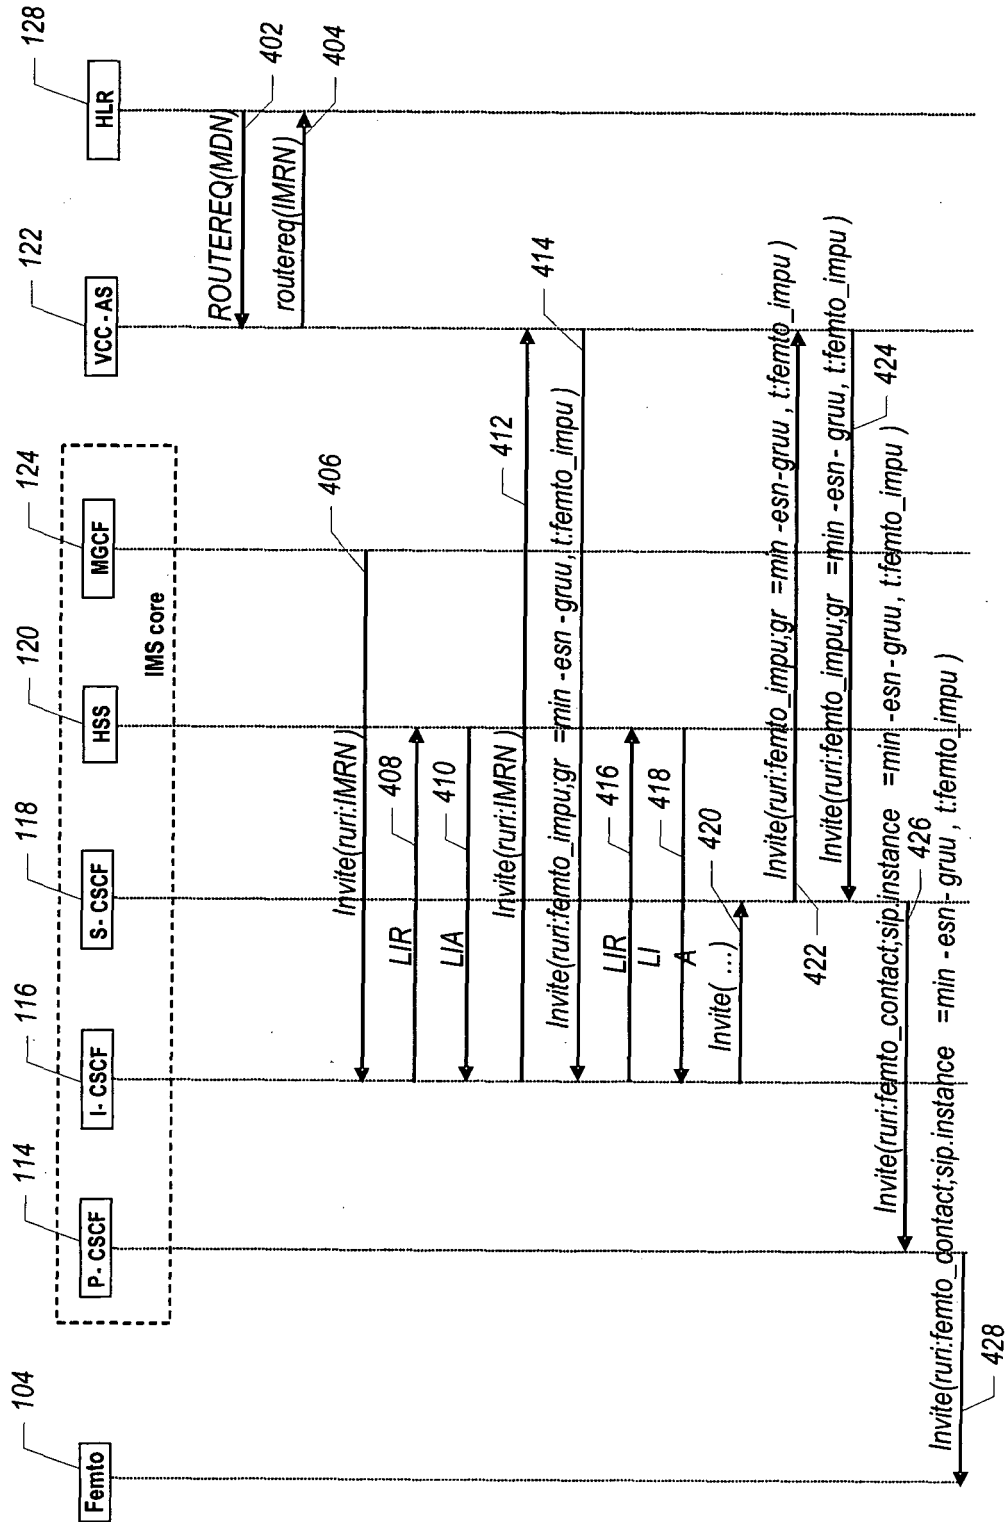 104
114
116
118
120
124
122
128
Femto
P- CSCF
I- CSCF
S- CSCF
HSS
MGCF
VCC - AS
HLR
IMS core
ROUTEREQ(MDN)
402
routereq(IMRN)
404
Invite(ruri:IMRN)
406
LIR
408
LIA
410
Invite(ruri:IMRN)
412
Invite(ruri:femto_impu;gr =min -esn -gruu, t:femto_impu )
414
LIR
416
LI
A
418
Invite( ...)
420
Invite(ruri:femto_impu;gr =min -esn-gruu , t:femto_impu )
422
Invite(ruri:femto_impu;gr =min -esn- gruu, t:femto_impu )
424
Invite(ruri:femto_contact;sip.instance =min -esn- gruu, t:femto_impu )
426
Invite(ruri:femto_contact;sip.instance =min -esn- gruu , t:femto_impu )
428